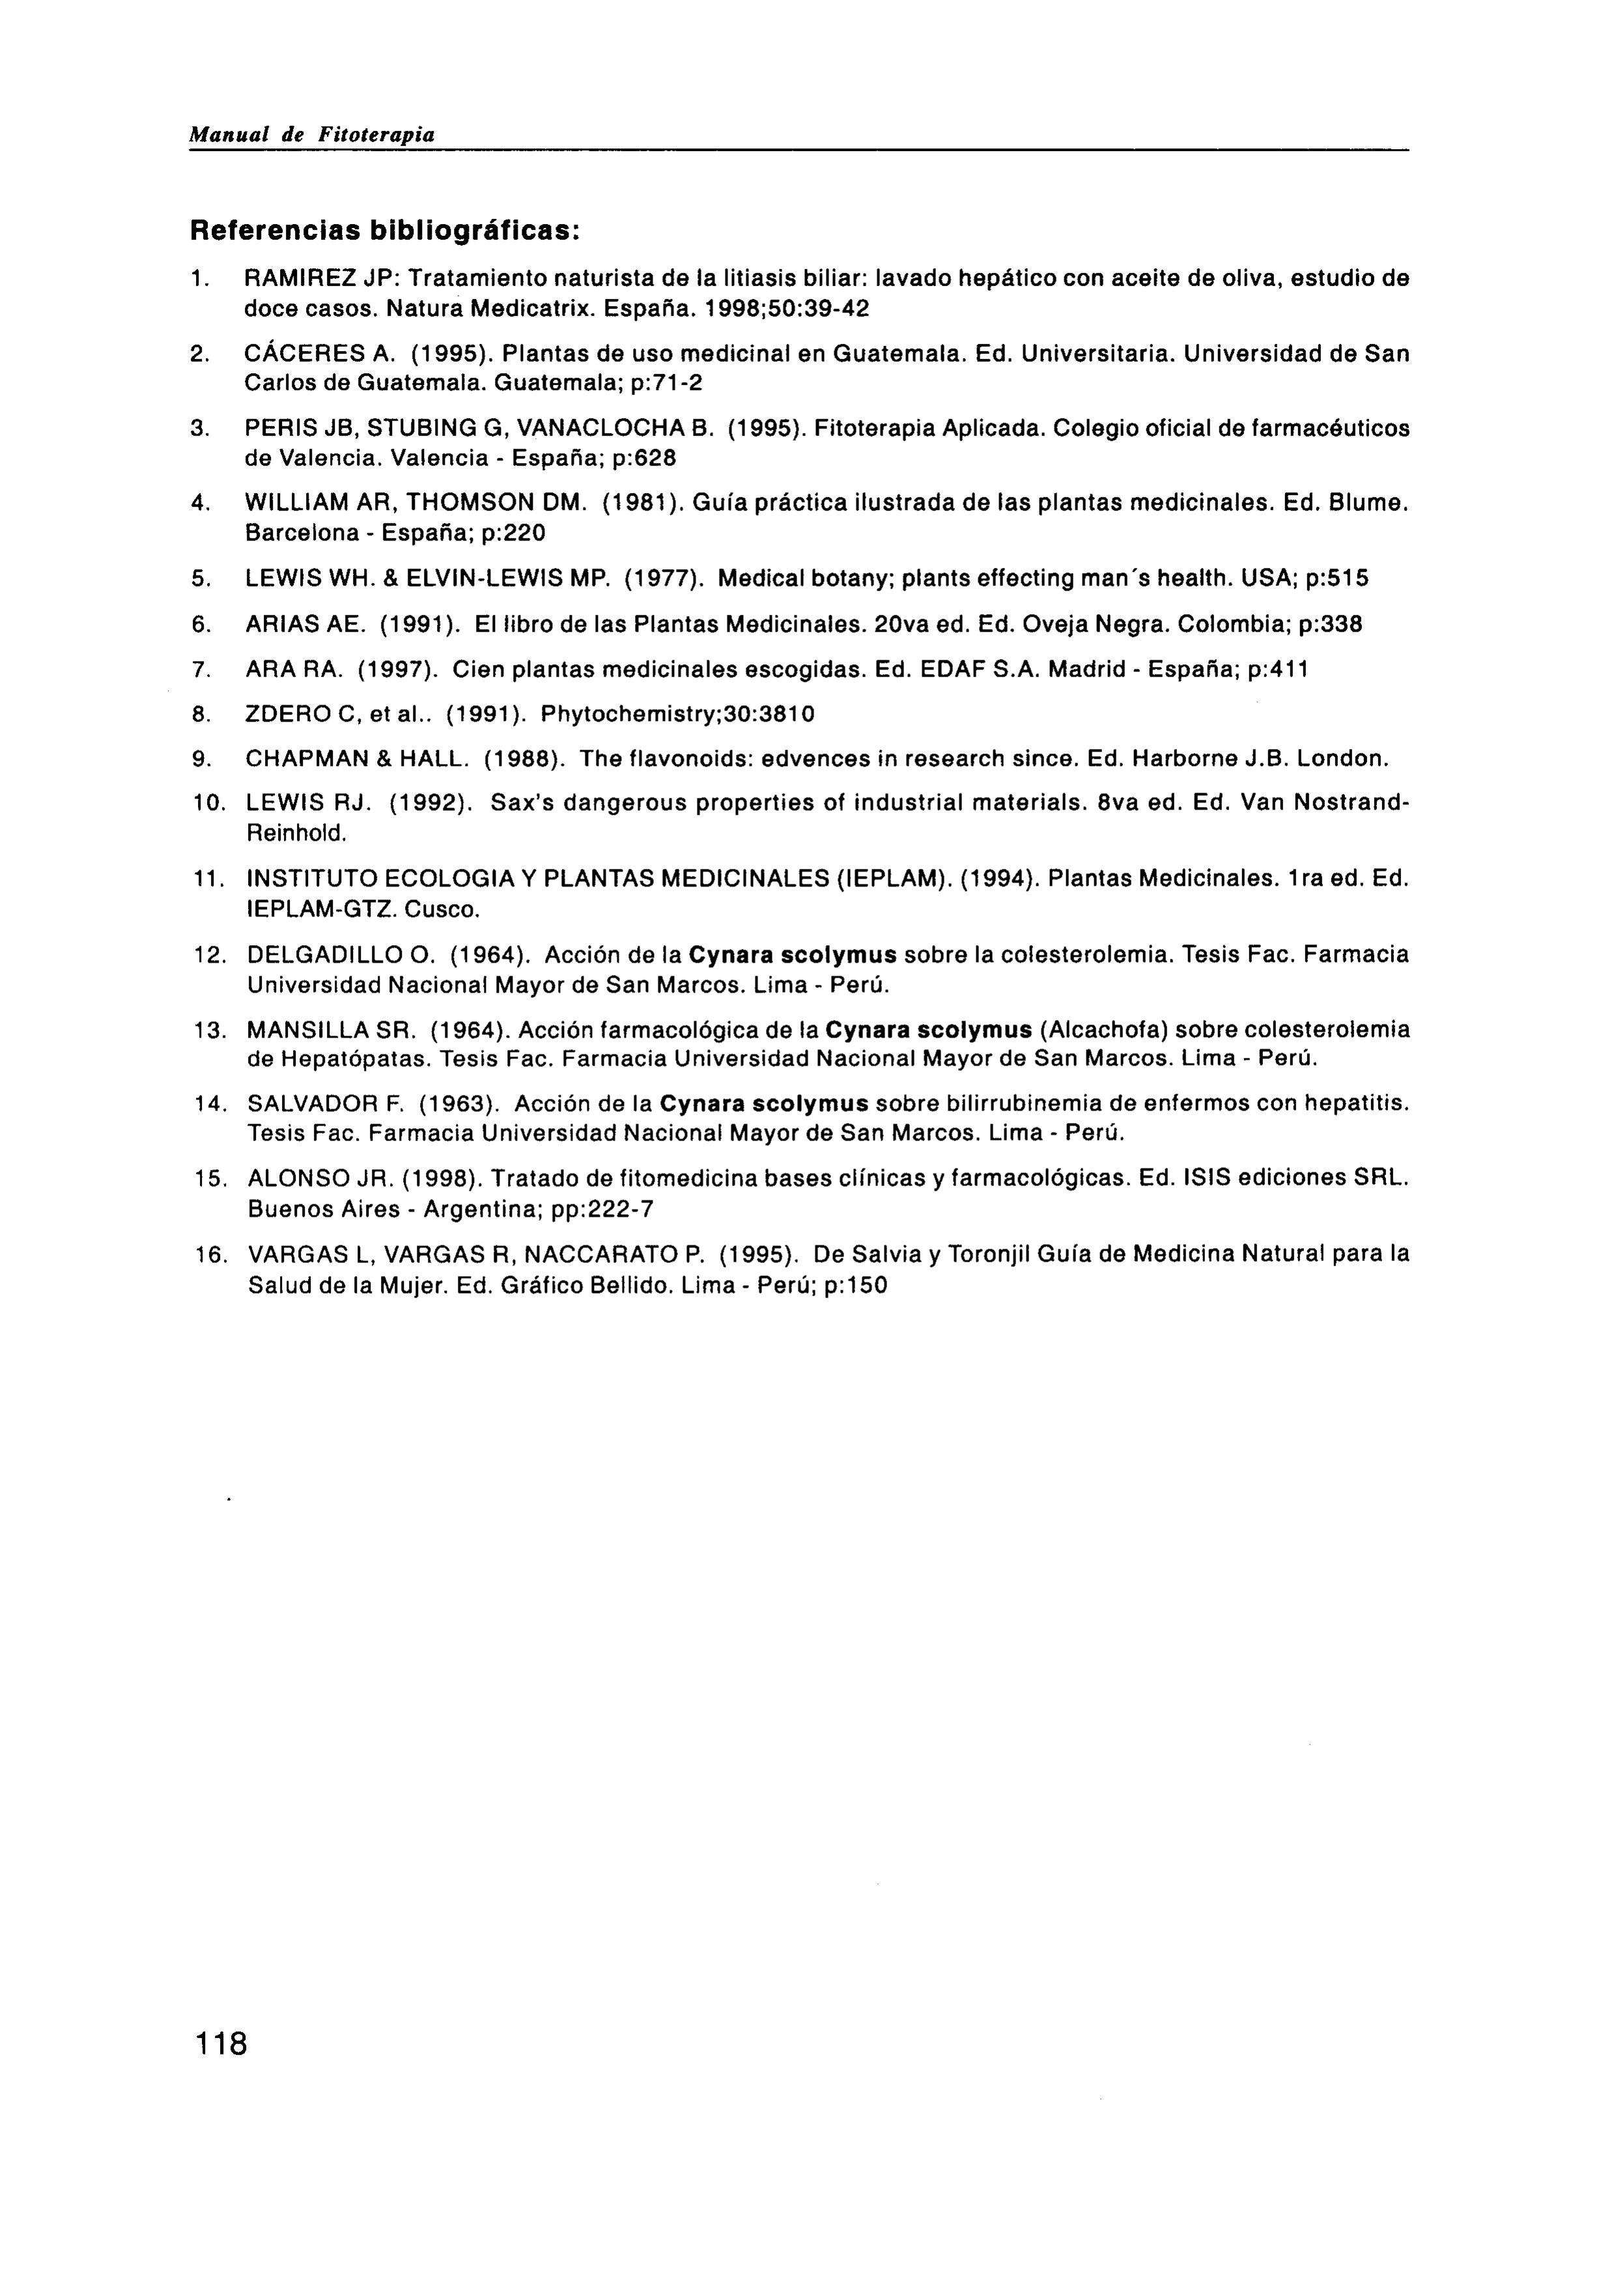 Manual de Fitoterapia
Referencias bibliográficas:
1. RAMIREZ JP: Tratamiento naturista de la litiasis biliar: lavado hepático con aceite de oliva, estudio de
doce casos. Natura Medicatrix. España. 1998;50:39-42
2. CÁCERES A. (1995). Plantas de uso medicinal en Guatemala. Ed. Universitaria. Universidad de San
Carlos de Guatemala. Guatemala; p:71-2
3. PERIS JB, STUBING G, VANACLOCHA B. (1995). Fitoterapia Aplicada. Colegio oficial de farmacéuticos
de Valencia. Valencia - España; p:628
4. WILLIAM AR, THOMSON DM. (1981). Guía práctica ilustrada de las plantas medicinales. Ed. Blume.
Barcelona - España; p:220
5. LEWIS WH. & ELVIN-LEWIS MP. (1977). Medical botany; plants effecting man´s health. USA; p:515
6. ARIAS AE. (1991). El libro de las Plantas Medicinales. 20va ed. Ed. Oveja Negra. Colombia; p:338
7. ARA RA. (1997). Cien plantas medicinales escogidas. Ed. EDAF S.A. Madrid - España; p:411
8. ZDERO C, et al.. (1991). Phytochemistry;30:3810
9. CHAPMAN & HALL. (1988). The flavonoids: edvences in research since. Ed. Harborne J.B. London.
10. LEWIS RJ. (1992). Sax's dangerous properties of industrial materials. 8va ed. Ed. Van Nostrand-
Reinhold.
11. INSTITUTO ECOLOGIA Y PLANTAS MEDICINALES (IEPLAM). (1994). Plantas Medicinales. 1ra ed. Ed.
IEPLAM-GTZ. Cusco.
12. DELGADILLO O. (1964). Acción de la Cynara scolymus sobre la colesterolemia. Tesis Fac. Farmacia
Universidad Nacional Mayor de San Marcos. Lima - Perú.
13. MANSILLA SR. (1964). Acción farmacológica de la Cynara scolymus (Alcachofa) sobre colesterolemia
de Hepatópatas. Tesis Fac. Farmacia Universidad Nacional Mayor de San Marcos. Lima - Perú.
14. SALVADOR F. (1963). Acción de la Cynara scolymus sobre bilirrubinemia de enfermos con hepatitis.
Tesis Fac. Farmacia Universidad Nacional Mayor de San Marcos. Lima - Perú.
15. ALONSO JR. (1998). Tratado de fitomedicina bases clínicas y farmacológicas. Ed. ISIS ediciones SRL.
Buenos Aires - Argentina; pp:222-7
16. VARGAS L, VARGAS R, NACCARATO P. (1995). De Salvia y Toronjil Guía de Medicina Natural para la
Salud de la Mujer. Ed. Gráfico Bellido. Lima - Perú; p:150
118